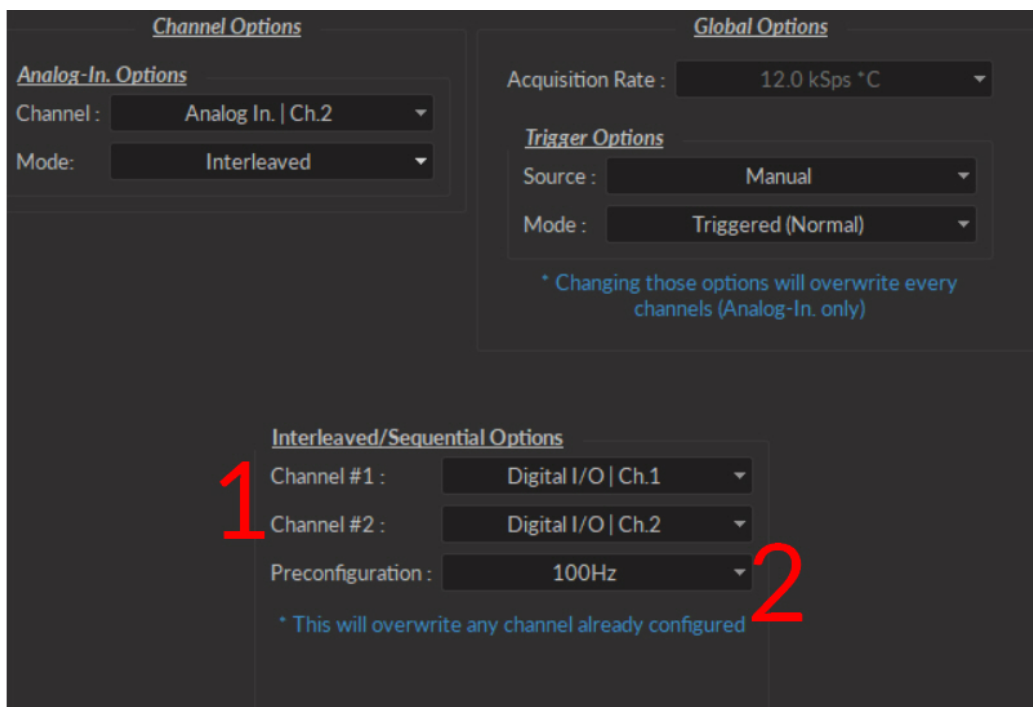 Channel Options
Analog-In. Options
Channel : Analog In. | Ch.2
Mode: Interleaved
Global Options
Acquisition Rate : 12.0 kSps *C
Trigger Options
Source : Manual
Mode : Triggered (Normal)
* Changing those options will overwrite every
channels (Analog-In. only)
Interleaved/Sequential Options
1
Channel #1 : Digital I/O | Ch.1
Channel #2 : Digital I/O | Ch.2
Preconfiguration : 100Hz
2
* This will overwrite any channel already configured